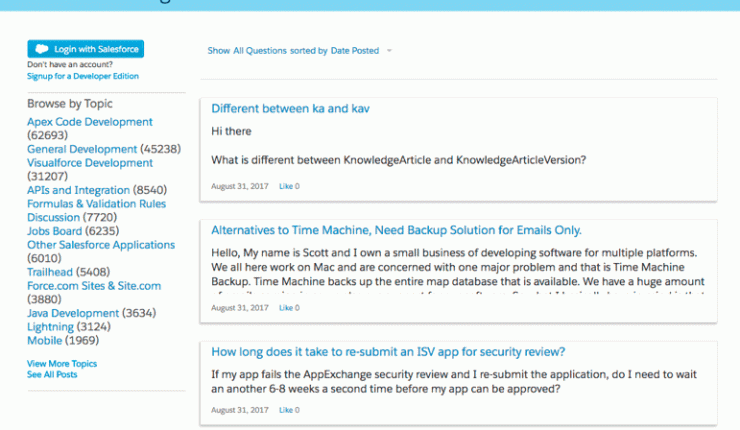 Login with Salesforce
Don't have an account?
Signup for a Developer Edition
Browse by Topic
Apex Code Development
(62693)
General Development (45238)
Visualforce Development
(31207)
APIs and Integration (8540)
Formulas & Validation Rules
Discussion (7720)
Jobs Board (6235)
Other Salesforce Applications
(6010)
Trailhead (5408)
Force.com Sites & Site.com
(3880)
Java Development (3634)
Lightning (3124)
Mobile (1969)
View More Topics
See All Posts
Show All Questions sorted by Date Posted
Different between ka and kav
Hi there
What is different between KnowledgeArticle and KnowledgeArticleVersion?
August 31, 2017 Like 0
Alternatives to Time Machine, Need Backup Solution for Emails Only.
Hello, My name is Scott and I own a small business of developing software for multiple platforms.
We all here work on Mac and are concerned with one major problem and that is Time Machine
Backup. Time Machine backs up the entire map database that is available. We have a huge amount
August 31, 2017 Like 0
How long does it take to re-submit an ISV app for security review?
If my app fails the AppExchange security review and I re-submit the application, do I need to wait
an another 6-8 weeks a second time before my app can be approved?
August 31, 2017 Like 0